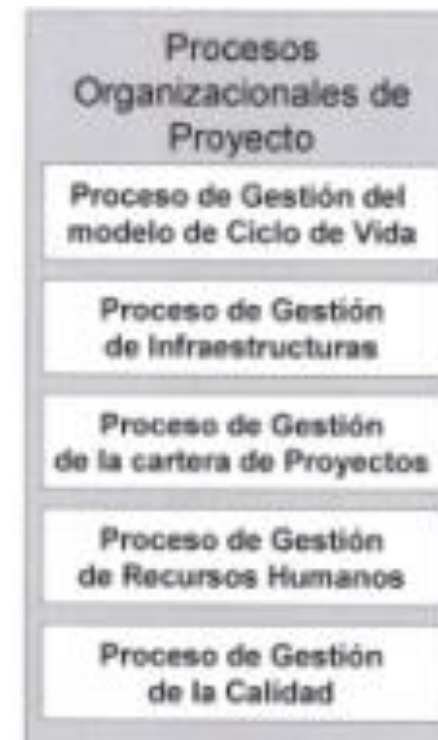 Procesos
Organizacionales de
Proyecto
Proceso de Gestión del
modelo de Ciclo de Vida
Proceso de Gestión
de Infraestructuras
Proceso de Gestión
de la cartera de Proyectos
Proceso de Gestión
de Recursos Humanos
Proceso de Gestión
de la Calidad